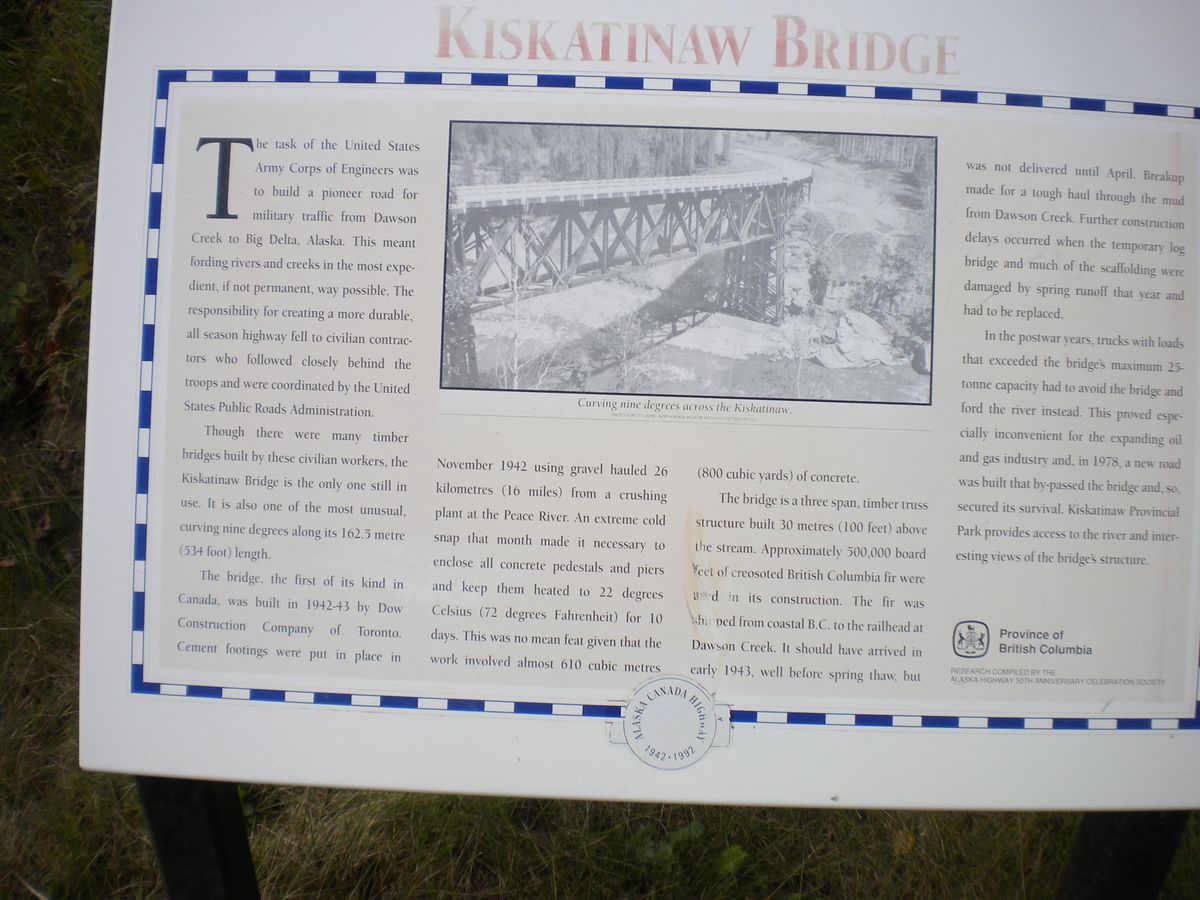 KISKATINAW BRIDGE
The task of the United States
Army Corps of Engineers was
to build a pioneer road for
military traffic from Dawson
Creek to Big Delta, Alaska. This meant
fording rivers and creeks in the most expe-
dient, if not permanent, way possible. The
responsibility for creating a more durable,
all season highway fell to civilian contrac-
tors who followed closely behind the
troops and were coordinated by the United
States Public Roads Administration.
Though there were many timber
bridges built by these civilian workers, the
Kiskatinaw Bridge is the only one still in
use. It is also one of the most unusual,
curving nine degrees along its 162.5 metre
(534 foot) length.
The bridge, the first of its kind in
Canada, was built in 1942-43 by Dow
Construction Company of Toronto.
Cement footings were put in place in
Curving nine degrees across the Kiskatinaw.
November 1942 using gravel hauled 26
kilometres (16 miles) from a crushing
plant at the Peace River. An extreme cold
snap that month made it necessary to
enclose all concrete pedestals and piers
and keep them heated to 22 degrees
Celsius (72 degrees Fahrenheit) for 10
days. This was no mean feat given that the
work involved almost 610 cubic metres
(800 cubic yards) of concrete.
The bridge is a three span, timber truss
structure built 30 metres (100 feet) above
the stream. Approximately 500,000 board
feet of creosoted British Columbia fir were
used in its construction. The fir was
shipped from coastal B.C. to the railhead at
Dawson Creek. It should have arrived in
early 1943, well before spring thaw, but
was not delivered until April. Breakup
made for a tough haul through the mud
from Dawson Creek. Further construction
delays occurred when the temporary log
bridge and much of the scaffolding were
damaged by spring runoff that year and
had to be replaced.
In the postwar years, trucks with loads
that exceeded the bridge's maximum 25-
tonne capacity had to avoid the bridge and
ford the river instead. This proved espe-
cially inconvenient for the expanding oil
and gas industry and, in 1978, a new road
was built that by-passed the bridge and, so,
secured its survival. Kiskatinaw Provincial
Park provides access to the river and inter-
esting views of the bridge's structure.
Province of
British Columbia
RESEARCH COMPILED BY THE
ALASKA HIGHWAY 50TH ANNIVERSARY CELEBRATION SOCIETY
ALASKA CANADA HIGHWAY
1942·1992